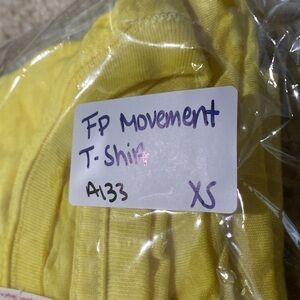 FP Movement
T-Shirt
A133 XS